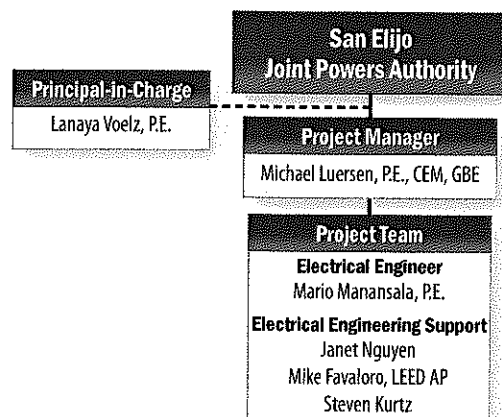 San Elijo
Joint Powers Authority
Principal-in-Charge
Lanaya Voelz, P.E.
Project Manager
Michael Luersen, P.E., CEM, GBE
Project Team
Electrical Engineer
Mario Manansala, P.E.
Electrical Engineering Support
Janet Nguyen
Mike Favaloro, LEED AP
Steven Kurtz